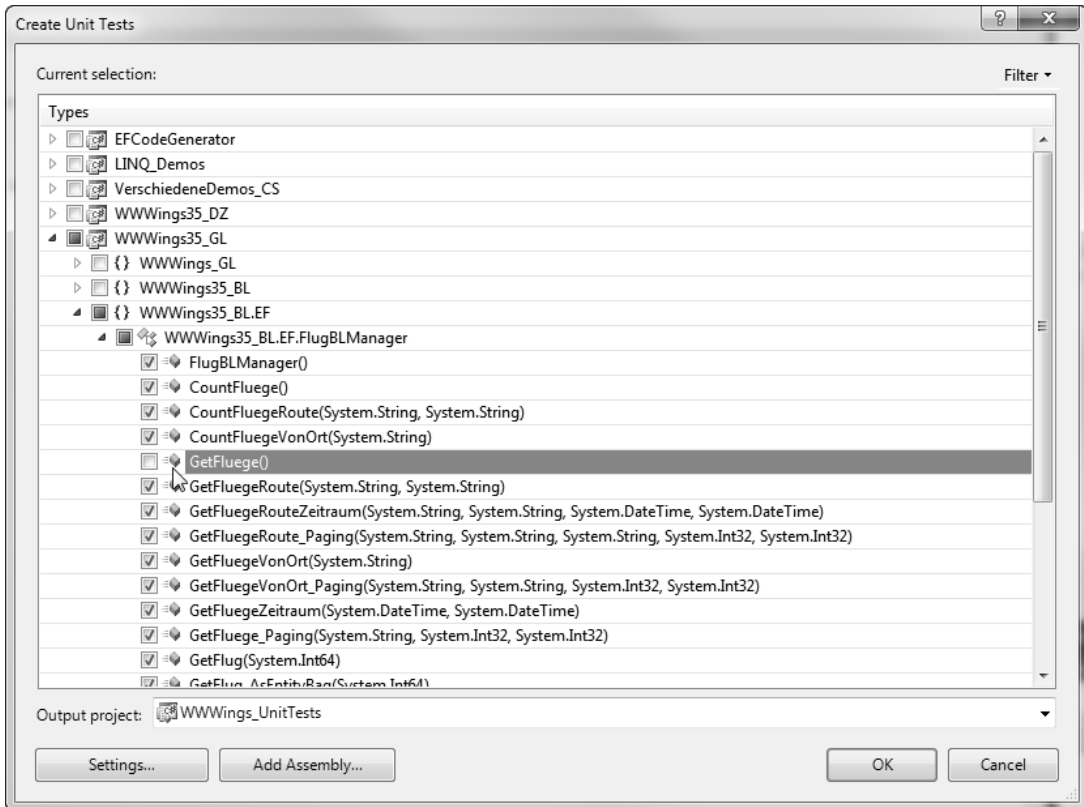 Create Unit Tests
Current selection:
Filter
Types
EFCodeGenerator
LINQ_Demos
VerschiedeneDemos_CS
WWWings35_DZ
WWWings35_GL
{} WWWings_GL
{} WWWings35_BL
{} WWWings35_BL.EF
WWWings35_BL.EF.FlugBLManager
FlugBLManager()
CountFluege()
CountFluegeRoute(System.String, System.String)
CountFluegeVonOrt(System.String)
GetFluege()
GetFluegeRoute(System.String, System.String)
GetFluegeRouteZeitraum(System.String, System.String, System.DateTime, System.DateTime)
GetFluegeRoute_Paging(System.String, System.String, System.String, System.Int32, System.Int32)
GetFluegeVonOrt(System.String)
GetFluegeVonOrt_Paging(System.String, System.String, System.Int32, System.Int32)
GetFluegeZeitraum(System.DateTime, System.DateTime)
GetFluege_Paging(System.String, System.Int32, System.Int32)
GetFlug(System.Int64)
GetFlug_AsEntityBag(System.Int64)
Output project: WWWings_UnitTests
Settings... Add Assembly... OK Cancel